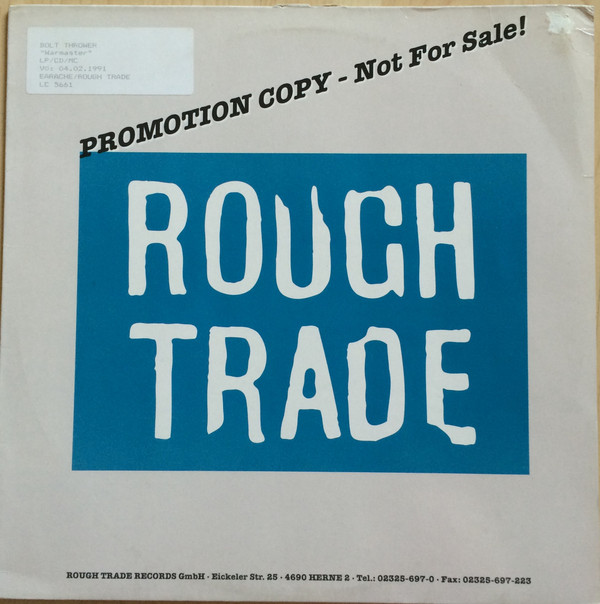 BOLT THROWER
"Warmaster"
LP/CD/MC
VÖ: 04.02.1991
EARACHE/ROUGH TRADE
LC 5661
PROMOTION COPY - Not For Sale!
ROUGH
TRADE
ROUGH TRADE RECORDS GmbH · Eickeler Str. 25 · 4690 HERNE 2 · Tel.: 02325-697-0 · Fax: 02325-697-223